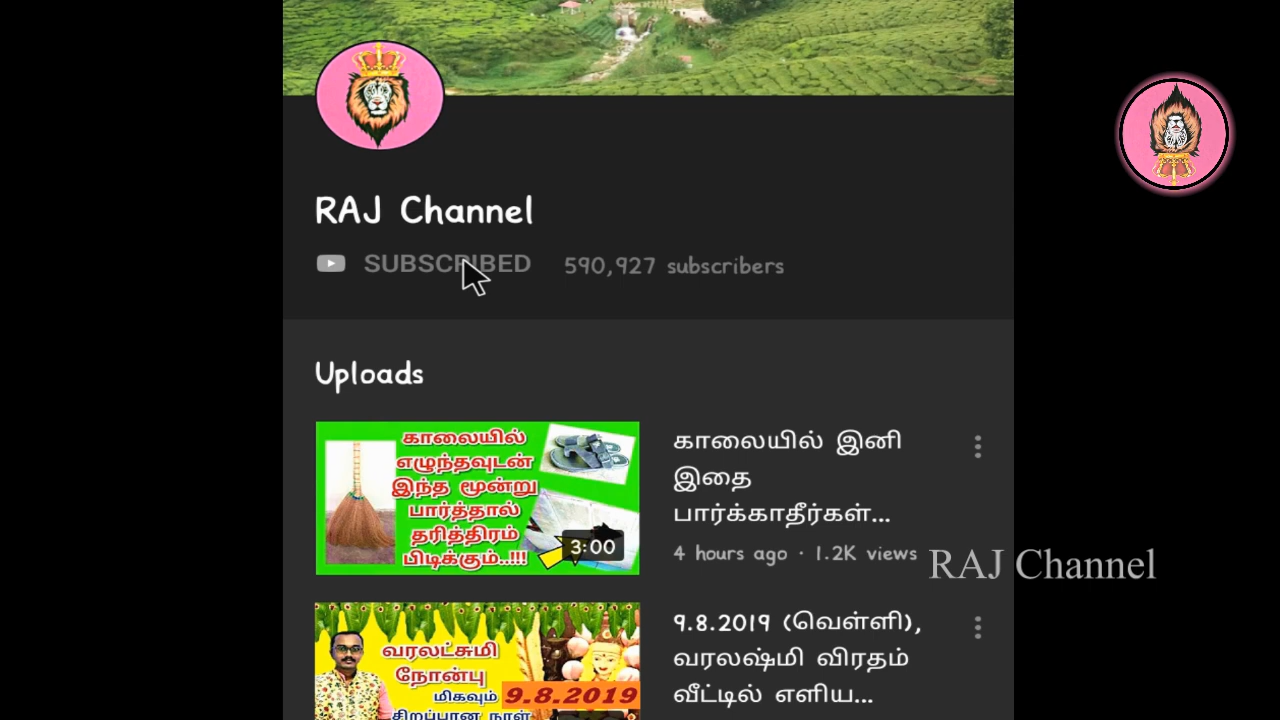 RAJ Channel
SUBSCRIBED 590,927 subscribers
Uploads
காலையில்
எழுந்தவுடன்
இந்த மூன்று
பார்த்தால்
தரித்திரம்
பிடிக்கும்..!!!
3:00
காலையில் இனி
இதை
பார்க்காதீர்கள்...
4 hours ago · 1.2K views
RAJ Channel
வரலட்சுமி
நோன்பு
மிகவும் 9.8.2019
சிறப்பான நாள்
9.8.2019 (வெள்ளி),
வரலஷ்மி விரதம்
வீட்டில் எளிய...